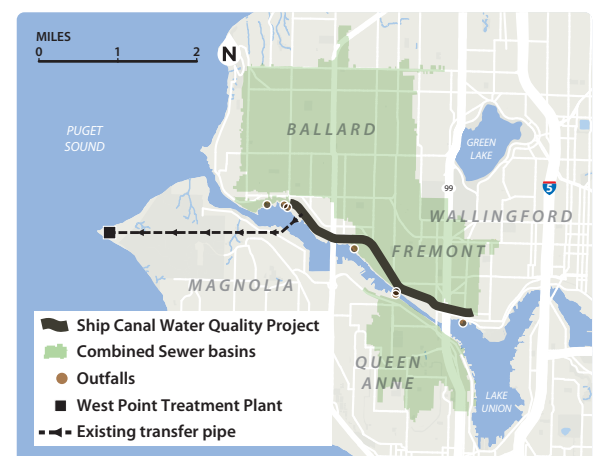 MILES
0 1 2
N
BALLARD
PUGET
SOUND
GREEN
LAKE
99
5
WALLINGFORD
FREMONT
MAGNOLIA
Ship Canal Water Quality Project
Combined Sewer basins
Outfalls
West Point Treatment Plant
Existing transfer pipe
QUEEN
ANNE
LAKE
UNION